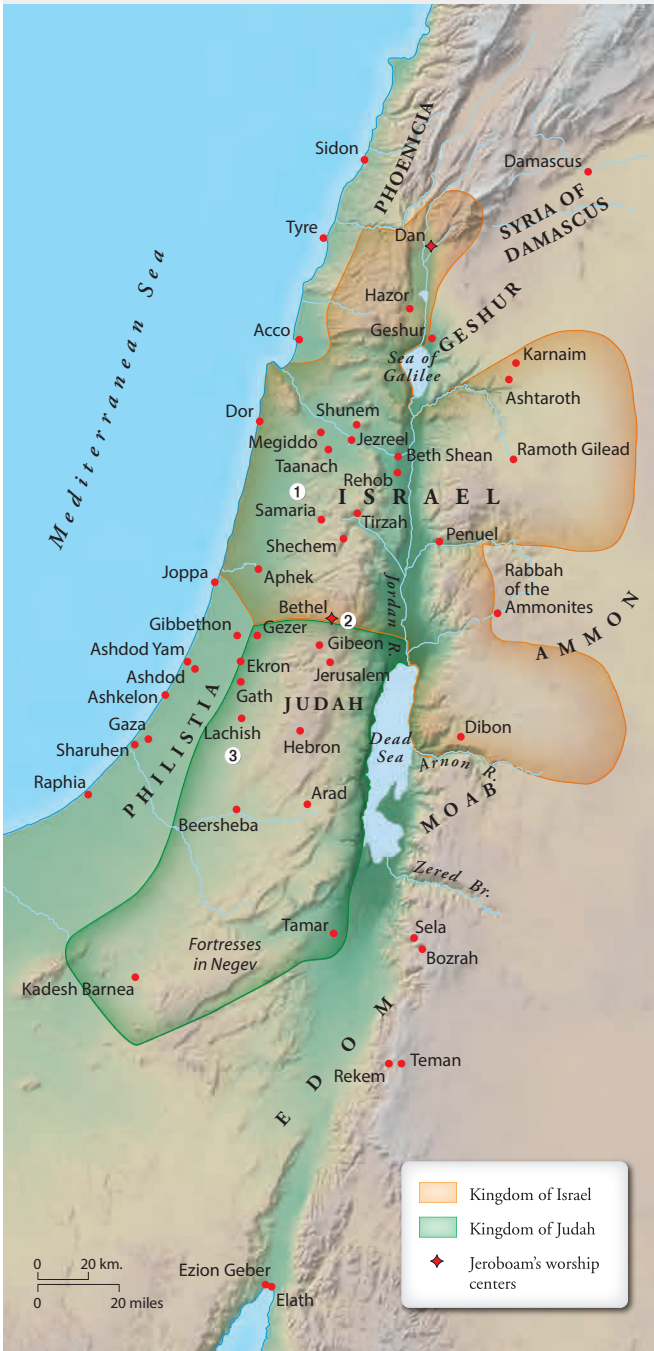 Sidon
PHOENICIA
Damascus
SYRIA OF
DAMASCUS
Tyre
Dan
Hazor
GESHUR
Acco
Geshur
Sea of
Galilee
Karnaim
Ashtaroth
Mediterranean Sea
Dor
Shunem
Megiddo
Jezreel
Taanach
Beth Shean
Ramoth Gilead
Rehob
1
ISRAEL
Samaria
Tirzah
Shechem
Penuel
Joppa
Aphek
Jordan R.
Rabbah
of the
Ammonites
AMMON
Bethel
2
Gibbethon
Gezer
Gibeon
Ashdod Yam
Ekron
Jerusalem
Ashdod
Gath
Ashkelon
JUDAH
PHILISTIA
Gaza
Lachish
Sharuhen
Hebron
3
Dead
Sea
Dibon
Arnon R.
Raphia
Arad
MOAB
Beersheba
Zered Br.
Tamar
Sela
Fortresses
in Negev
Bozrah
Kadesh Barnea
EDOM
Rekem
Teman
Kingdom of Israel
Kingdom of Judah
Jeroboam's worship
centers
0 20 km.
0 20 miles
Ezion Geber
Elath